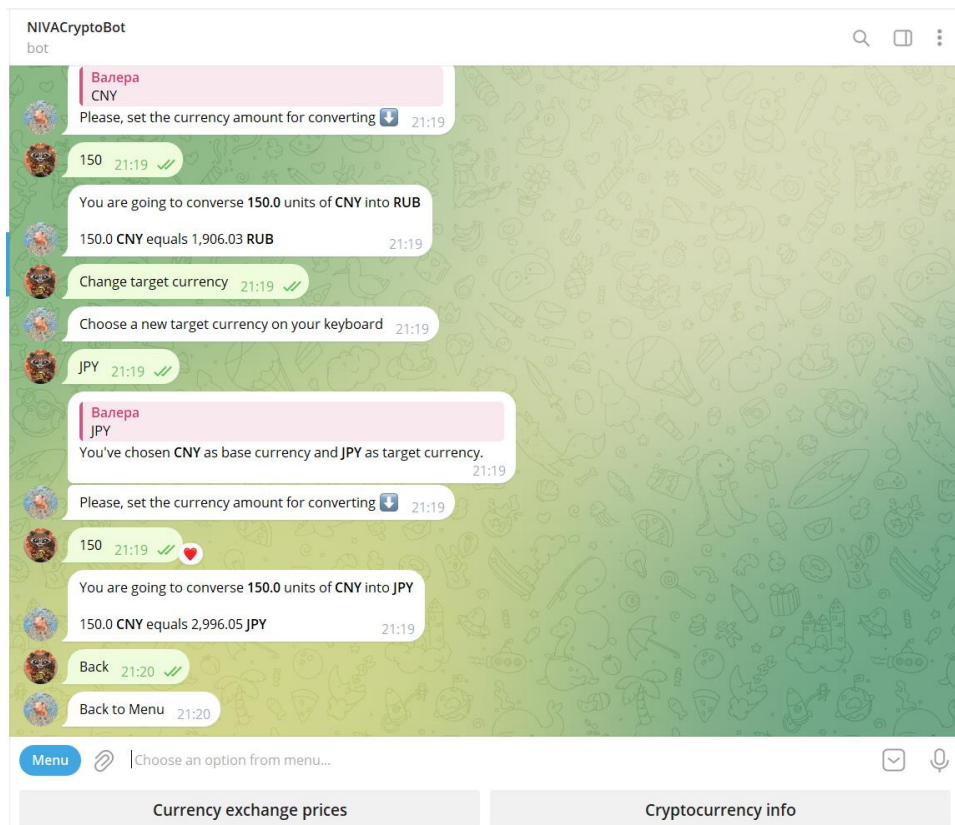 NIVACryptoBot
bot
Валера
CNY
Please, set the currency amount for converting ⬇️ 21:19
150 21:19
You are going to converse 150.0 units of CNY into RUB
150.0 CNY equals 1,906.03 RUB 21:19
Change target currency 21:19
Choose a new target currency on your keyboard 21:19
JPY 21:19
Валера
JPY
You've chosen CNY as base currency and JPY as target currency.
21:19
Please, set the currency amount for converting ⬇️ 21:19
150 21:19
You are going to converse 150.0 units of CNY into JPY
150.0 CNY equals 2,996.05 JPY 21:19
Back 21:20
Back to Menu 21:20
Menu Choose an option from menu...
Currency exchange prices Cryptocurrency info